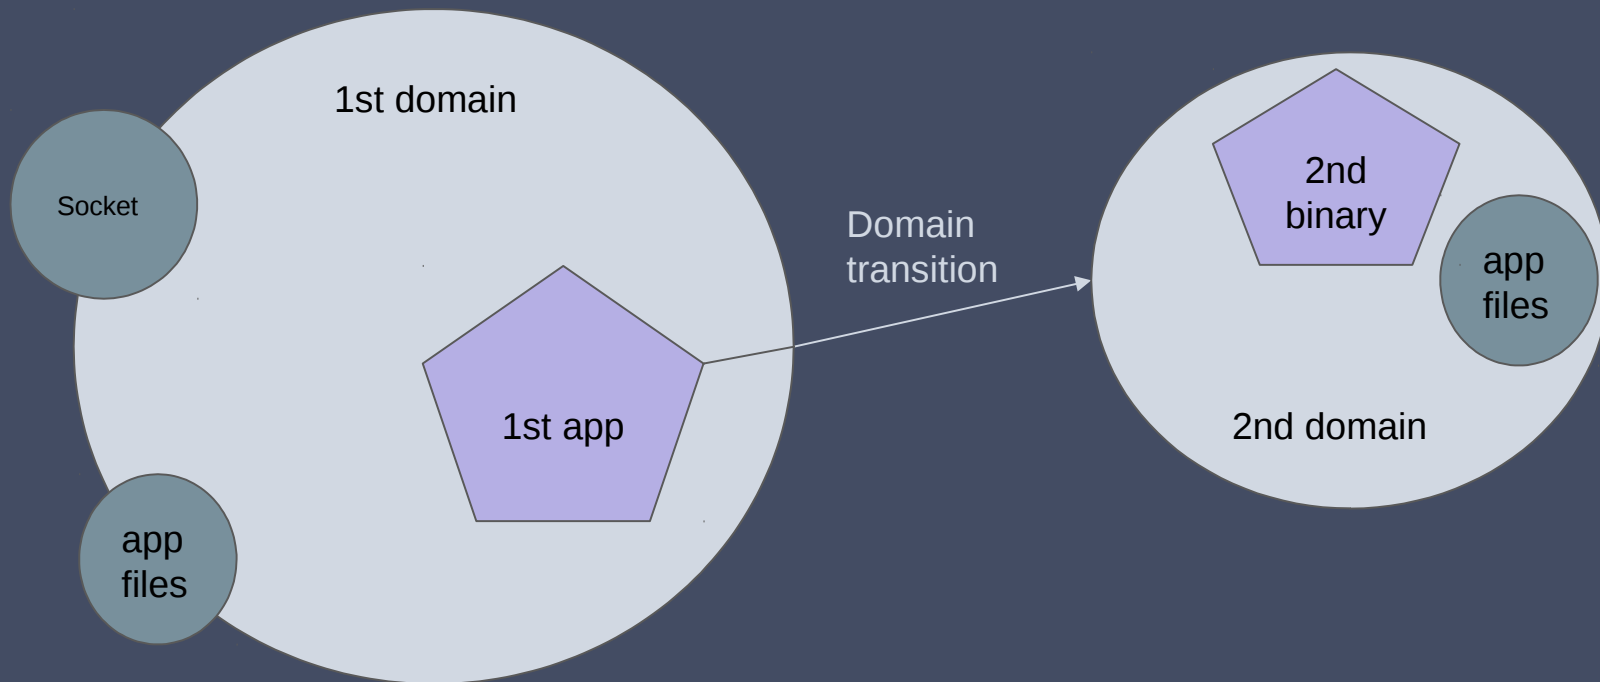 1st domain
Socket
1st app
app
files
Domain
transition
2nd
binary
app
files
2nd domain